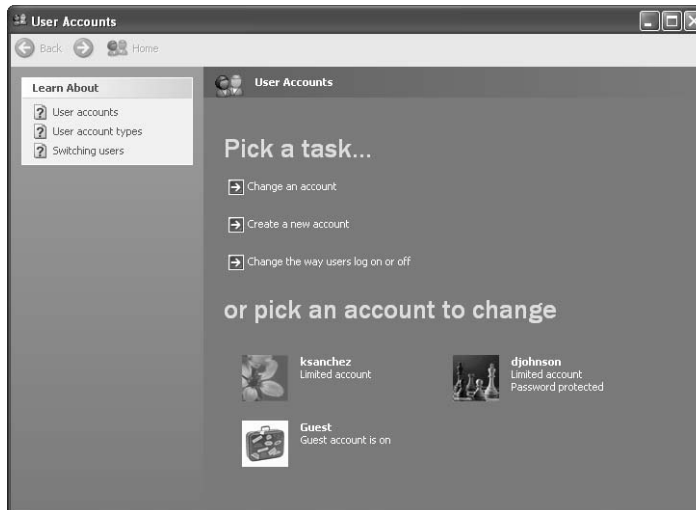 User Accounts
Back
Home
Learn About
User accounts
User account types
Switching users
User Accounts
Pick a task...
Change an account
Create a new account
Change the way users log on or off
or pick an account to change
ksanchez
Limited account
djohnson
Limited account
Password protected
Guest
Guest account is on